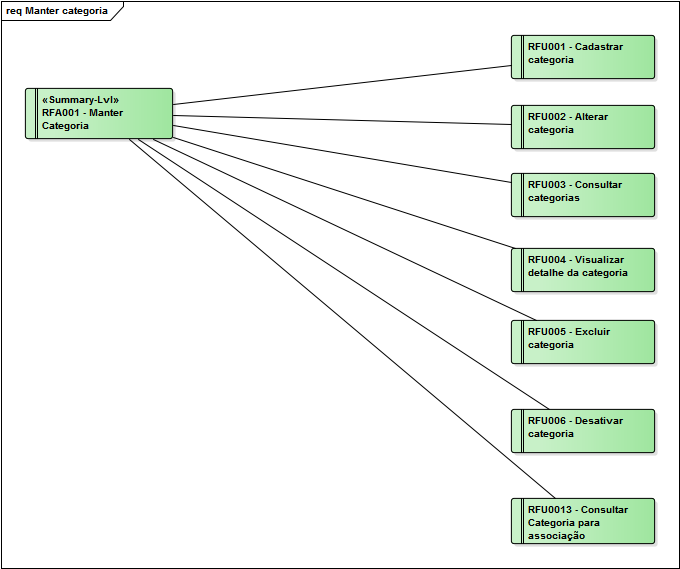 req Manter categoria
«Summary-Lvl»
RFA001 - Manter
Categoria
RFU001 - Cadastrar
categoria
RFU002 - Alterar
categoria
RFU003 - Consultar
categorias
RFU004 - Visualizar
detalhe da categoria
RFU005 - Excluir
categoria
RFU006 - Desativar
categoria
RFU0013 - Consultar
Categoria para
associação